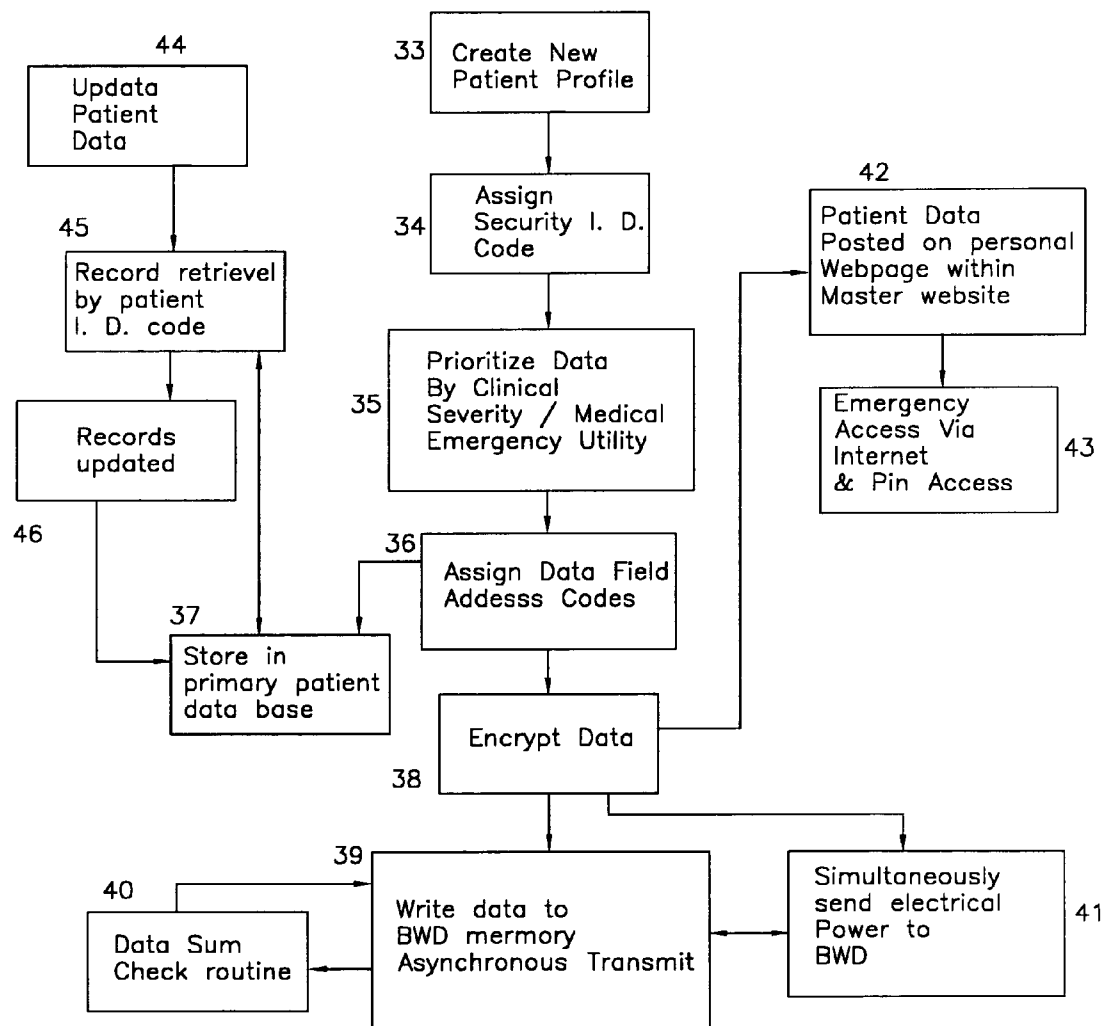 44
Updata
Patient
Data
33
Create New
Patient Profile
34
Assign
Security I. D.
Code
45
Record retrievel
by patient
I. D. code
42
Patient Data
Posted on personal
Webpage within
Master website
35
Prioritize Data
By Clinical
Severity / Medical
Emergency Utility
Records
updated
46
Emergency
Access Via
Internet
& Pin Access
43
36
Assign Data Field
Addesss Codes
37
Store in
primary patient
data base
Encrypt Data
38
39
Write data to
BWD mermory
Asynchronous Transmit
40
Data Sum
Check routine
Simultaneously
send electrical
Power to
BWD
41